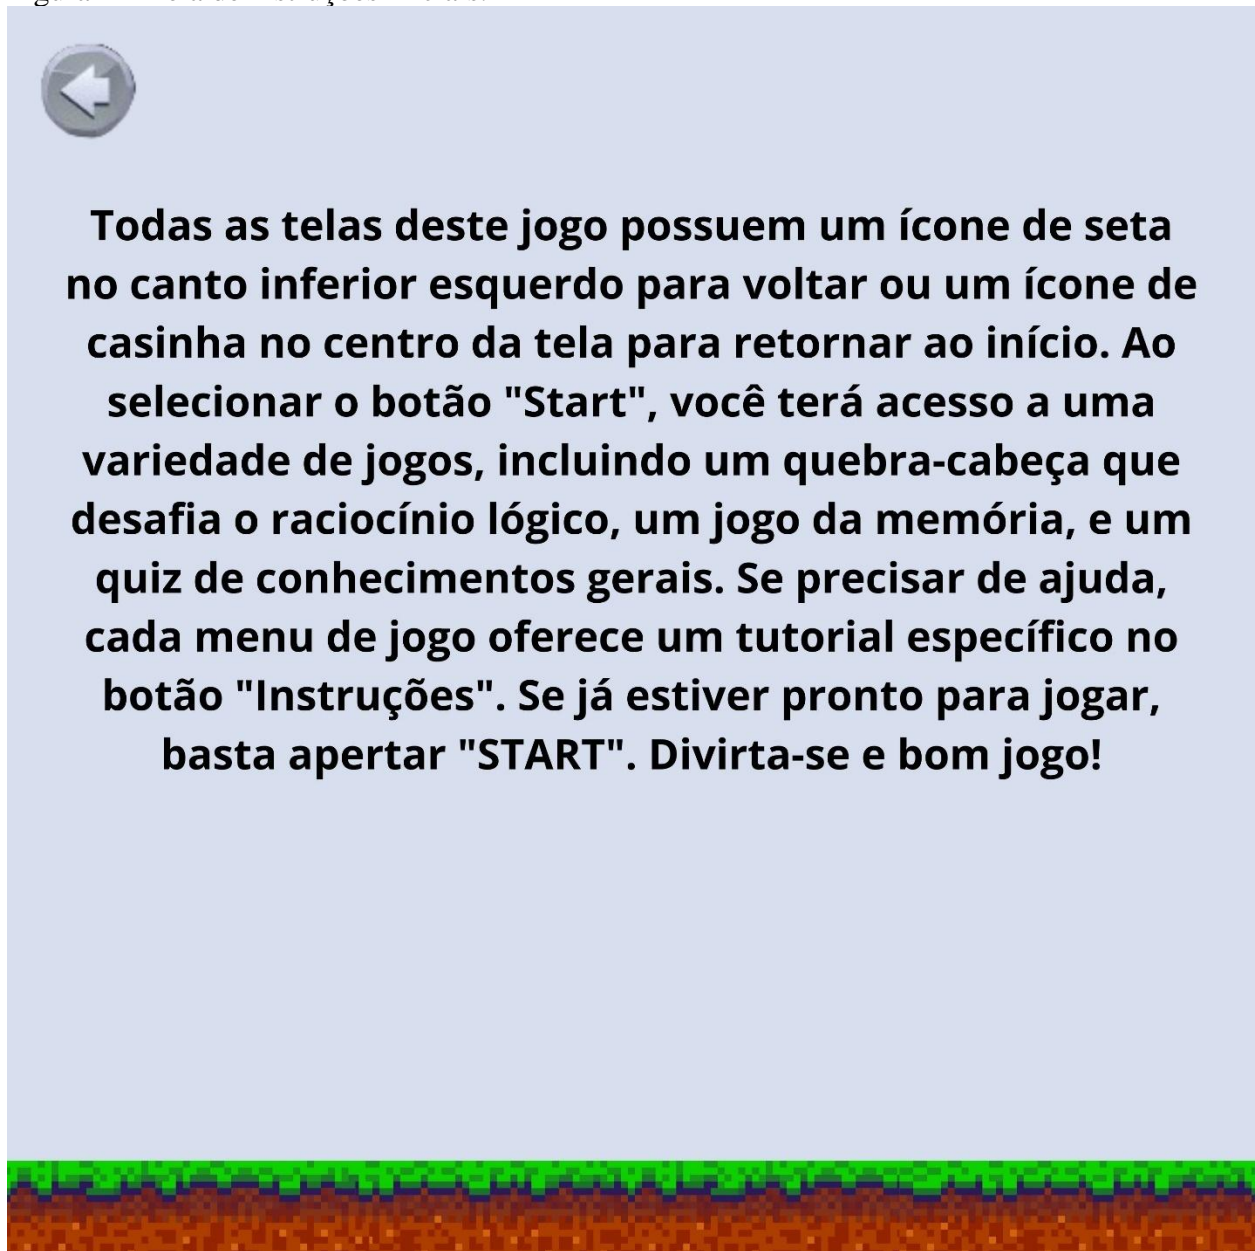 Todas as telas deste jogo possuem um ícone de seta
no canto inferior esquerdo para voltar ou um ícone de
casinha no centro da tela para retornar ao início. Ao
selecionar o botão "Start", você terá acesso a uma
variedade de jogos, incluindo um quebra-cabeça que
desafia o raciocínio lógico, um jogo da memória, e um
quiz de conhecimentos gerais. Se precisar de ajuda,
cada menu de jogo oferece um tutorial específico no
botão "Instruções". Se já estiver pronto para jogar,
basta apertar "START". Divirta-se e bom jogo!